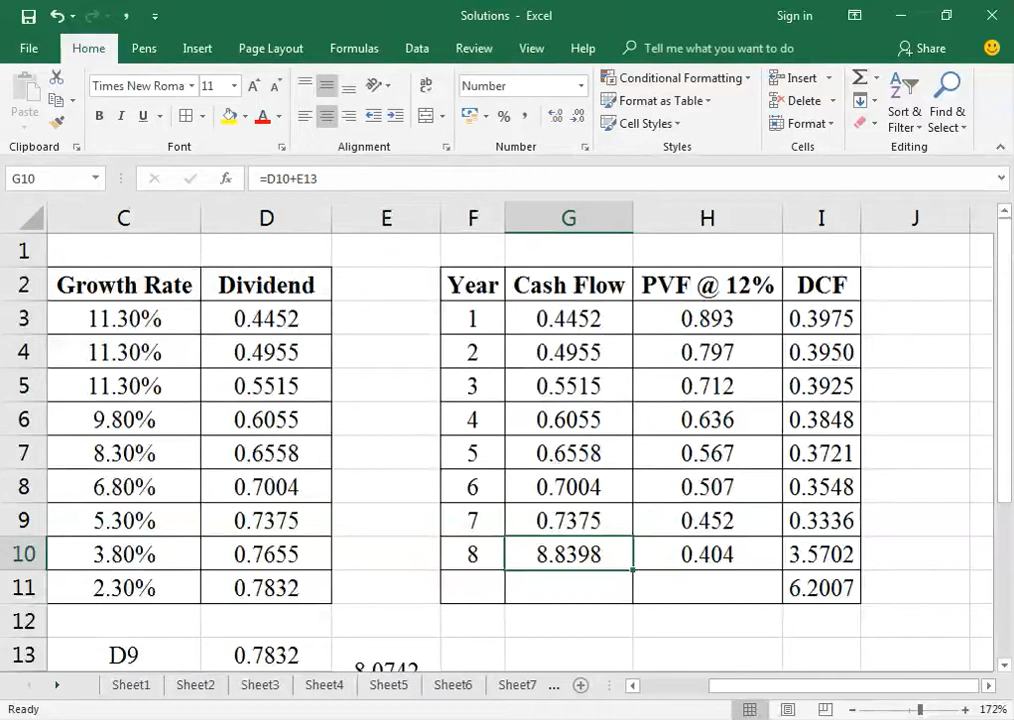 Solutions - Excel
Sign in
File Home Pens Insert Page Layout Formulas Data Review View Help Tell me what you want to do Share
Paste
Times New Roma 11
B I U
A A
ab
Number
% ,
Conditional Formatting
Format as Table
Cell Styles
Insert
Delete
Format
Sort & Filter
Find & Select
Clipboard Font Alignment Number Styles Cells Editing
G10 fx =D10+E13
C D E F G H I J
1
2 Growth Rate Dividend Year Cash Flow PVF @ 12% DCF
3 11.30% 0.4452 1 0.4452 0.893 0.3975
4 11.30% 0.4955 2 0.4955 0.797 0.3950
5 11.30% 0.5515 3 0.5515 0.712 0.3925
6 9.80% 0.6055 4 0.6055 0.636 0.3848
7 8.30% 0.6558 5 0.6558 0.567 0.3721
8 6.80% 0.7004 6 0.7004 0.507 0.3548
9 5.30% 0.7375 7 0.7375 0.452 0.3336
10 3.80% 0.7655 8 8.8398 0.404 3.5702
11 2.30% 0.7832 6.2007
12
13 D9 0.7832 8.0742
Sheet1 Sheet2 Sheet3 Sheet4 Sheet5 Sheet6 Sheet7 ...
Ready 172%